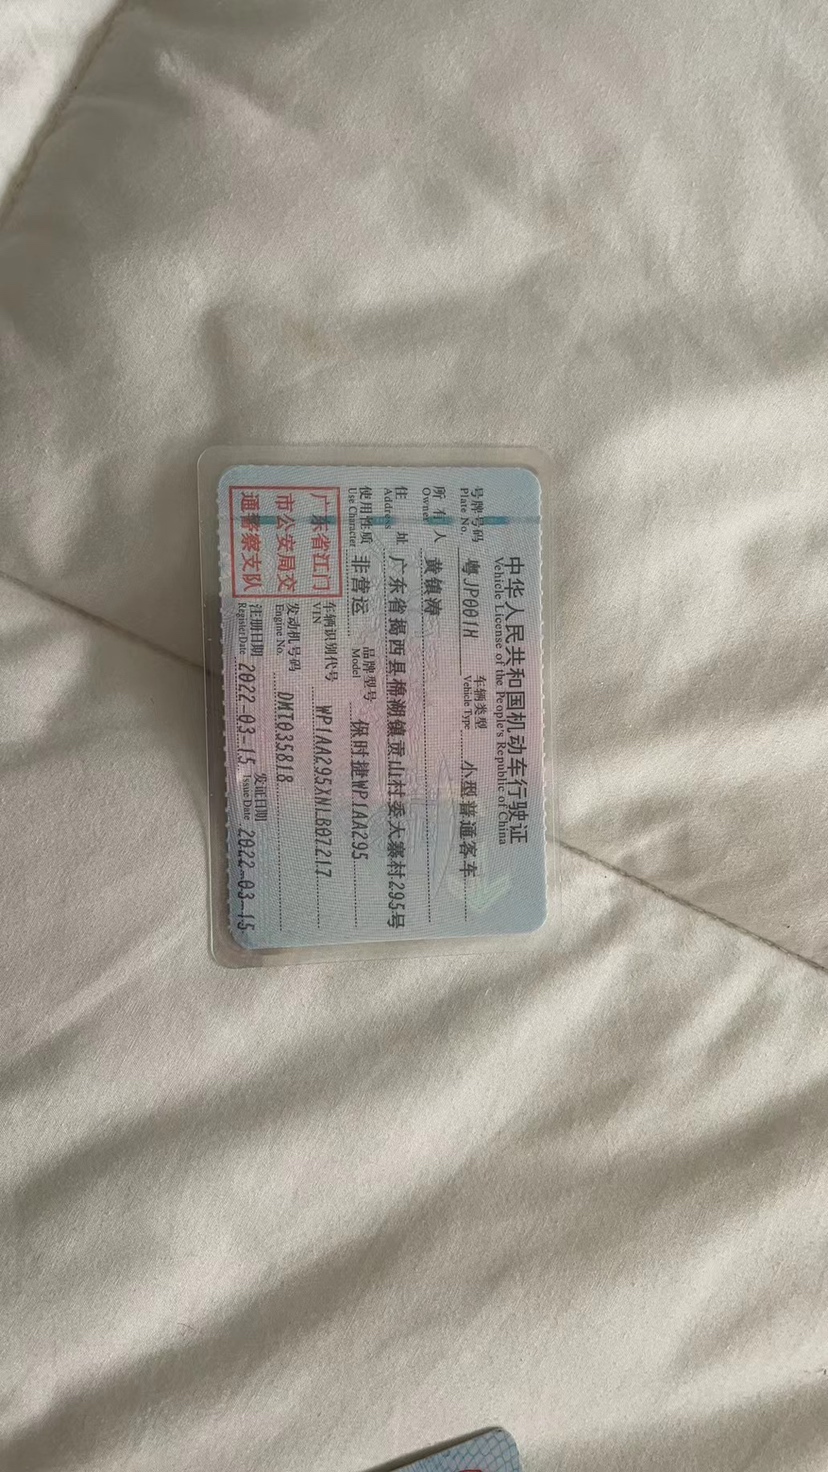 中华人民共和国机动车行驶证
Vehicle License of the People's Republic of China
号牌号码 粤JP001H 车辆类型 小型普通客车
Plate No. Vehicle Type
所有人 黄镇涛
Owner
住址 广东省揭西县棉湖镇贡山村委大寨村295号
Address
使用性质 非营运 品牌型号 保时捷WP1AA295
Use Character Model
广东省江门
市公安局交
通警察支队
车辆识别代号 WP1AA295XNLB07217
VIN
发动机号码 DMT035818
Engine No.
注册日期 2022-03-15 发证日期 2022-03-15
Register Date Issue Date